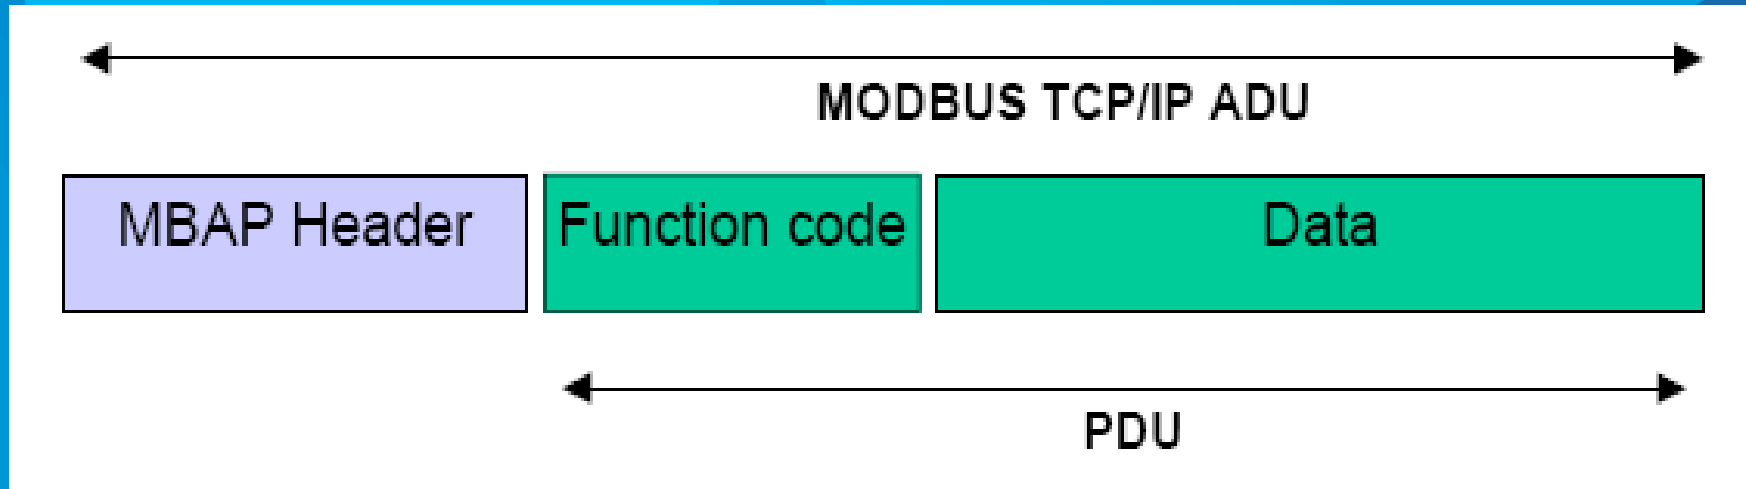 MODBUS TCP/IP ADU
MBAP Header Function code Data
PDU